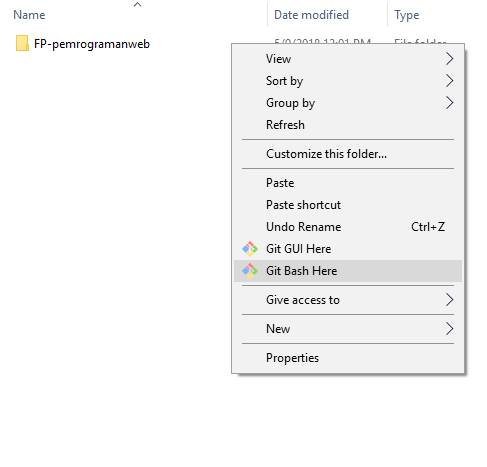 Name Date modified Type
FP-pemrogramanweb 5/9/2018 12:01 PM File folder
View
Sort by
Group by
Refresh
Customize this folder...
Paste
Paste shortcut
Undo Rename Ctrl+Z
Git GUI Here
Git Bash Here
Give access to
New
Properties